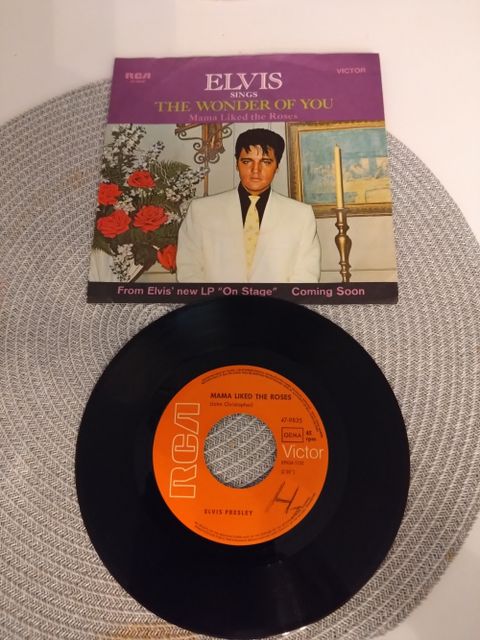 RCA
VICTOR
ELVIS
SINGS
THE WONDER OF YOU
Mama Liked the Roses
From Elvis' new LP "On Stage" Coming Soon
MAMA LIKED THE ROSES
(John Christopher)
47-9835
GEMA
45
rpm
RCA
Victor
ELVIS PRESLEY